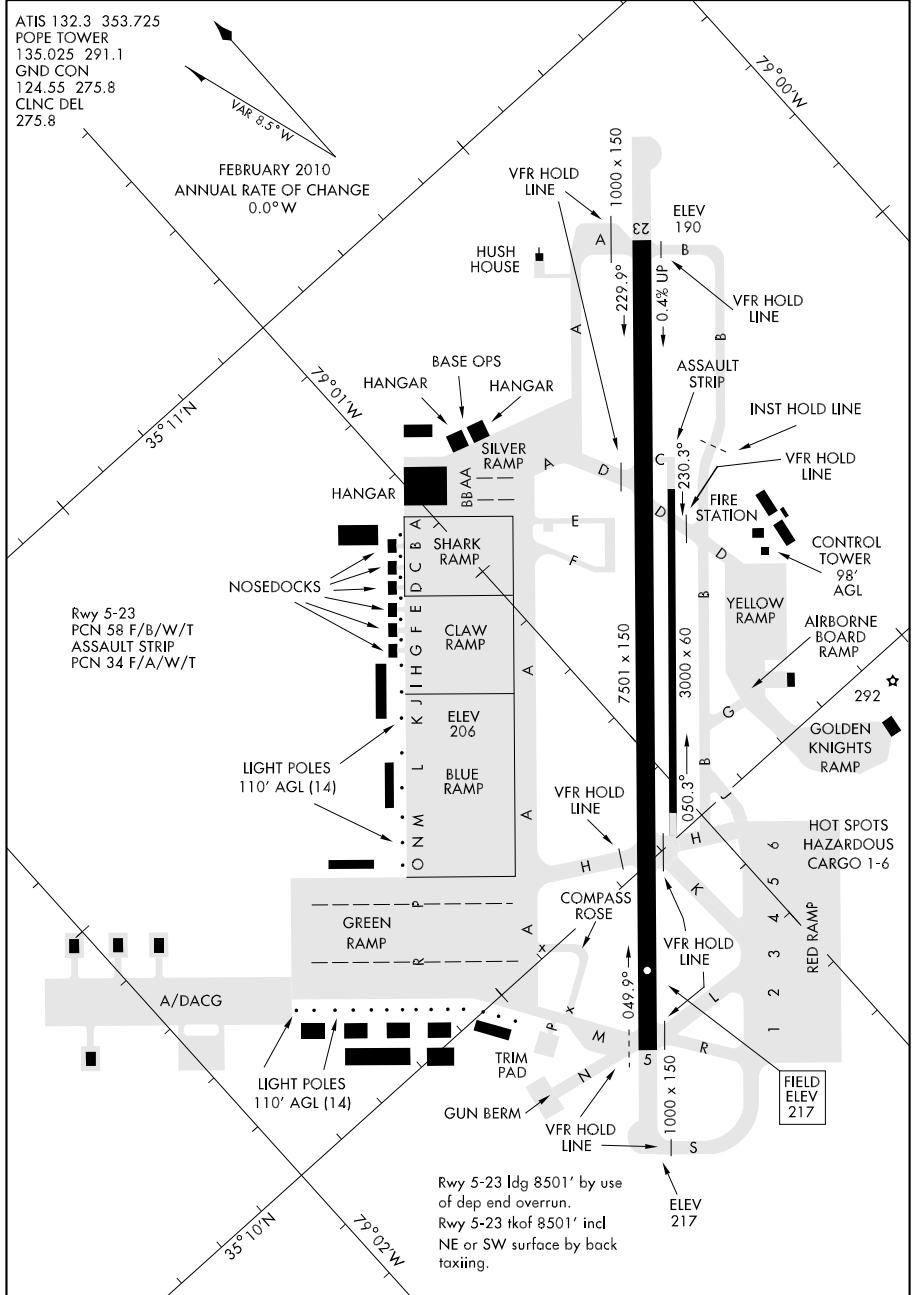 ATIS 132.3 353.725
POPE TOWER
135.025 291.1
GND CON
124.55 275.8
CLNC DEL
275.8
VAR 8.5° W
FEBRUARY 2010
ANNUAL RATE OF CHANGE
0.0° W
79°00'W
VFR HOLD
LINE
1000 x 150
A
23
ELEV
190
B
HUSH
HOUSE
229.9°
0.4% UP
VFR HOLD
LINE
A
B
35°11'N
79°01'W
HANGAR
BASE OPS
HANGAR
ASSAULT
STRIP
INST HOLD LINE
SILVER
RAMP
A
D
C
230.3°
VFR HOLD
LINE
HANGAR
BB AA
FIRE
STATION
E
F
D
D
CONTROL
TOWER
98'
AGL
NOSEDOCKS
A
B
C
D
E
F
G
H
I
J
K
L
M
N
O
SHARK
RAMP
CLAW
RAMP
ELEV
206
BLUE
RAMP
A
A
Rwy 5-23
PCN 58 F/B/W/T
ASSAULT STRIP
PCN 34 F/A/W/T
7501 x 150
3000 x 60
B
YELLOW
RAMP
AIRBORNE
BOARD
RAMP
G
292
GOLDEN
KNIGHTS
RAMP
LIGHT POLES
110' AGL (14)
VFR HOLD
LINE
050.3°
B
J
H
H
K
HOT SPOTS
HAZARDOUS
CARGO 1-6
6
5
4
3
2
1
RED RAMP
COMPASS
ROSE
GREEN
RAMP
P
R
A
x
x
P
VFR HOLD
LINE
049.9°
A/DACG
L
M
R
N
5
TRIM
PAD
LIGHT POLES
110' AGL (14)
GUN BERM
VFR HOLD
LINE
1000 x 150
S
FIELD
ELEV
217
ELEV
217
Rwy 5-23 ldg 8501' by use
of dep end overrun.
Rwy 5-23 tkof 8501' incl
NE or SW surface by back
taxiing.
35°10'N
79°02'W